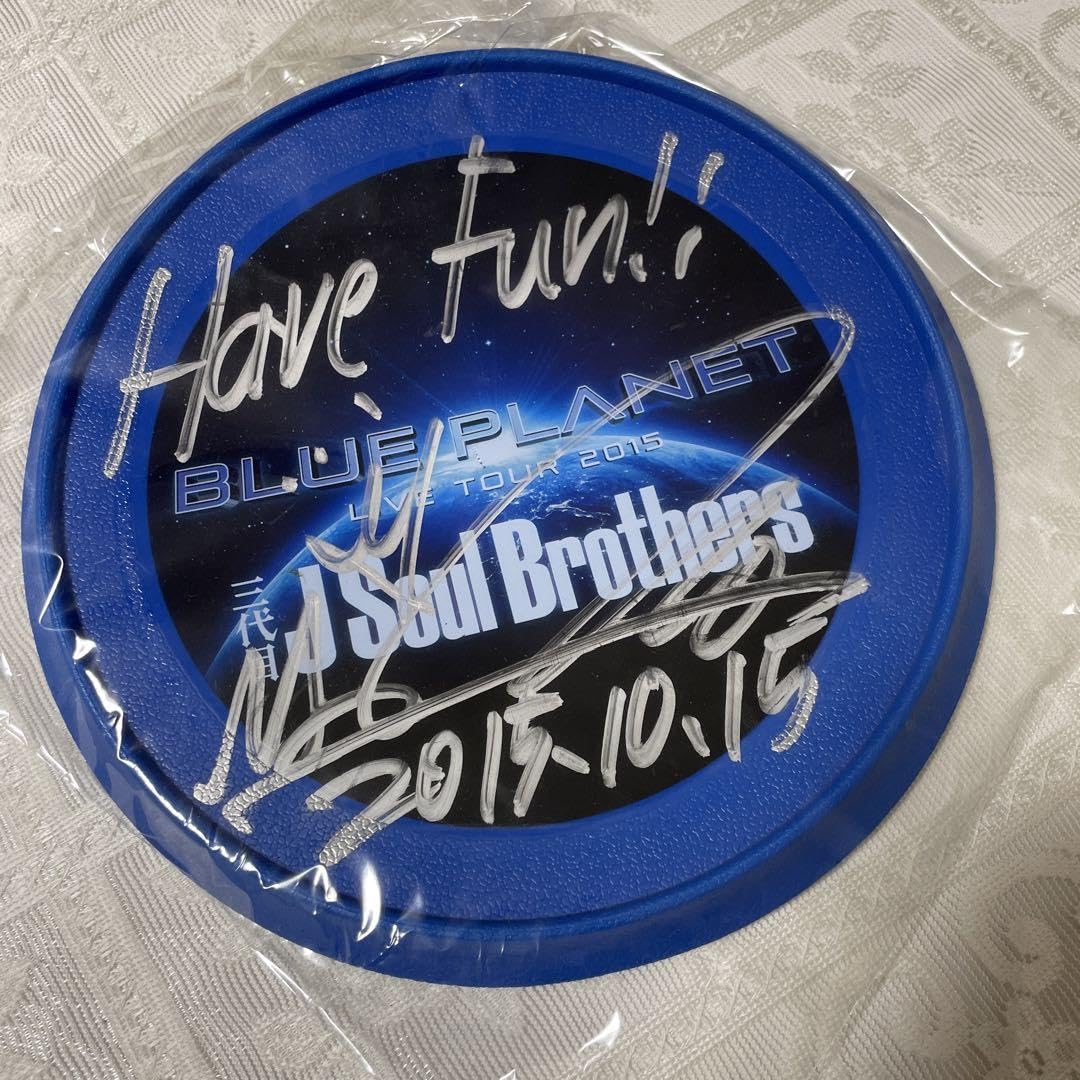 Have Fun!!
BLUE PLANET
LIVE TOUR 2015
三代目
J Soul Brothers
2015.10.15